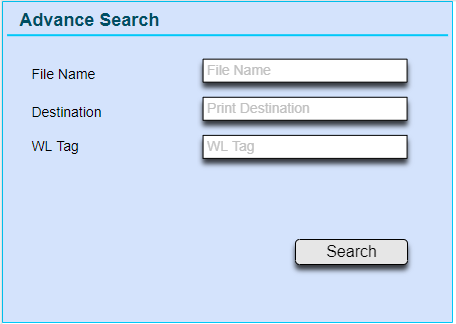 Advance Search
File Name File Name
Destination Print Destination
WL Tag WL Tag
Search